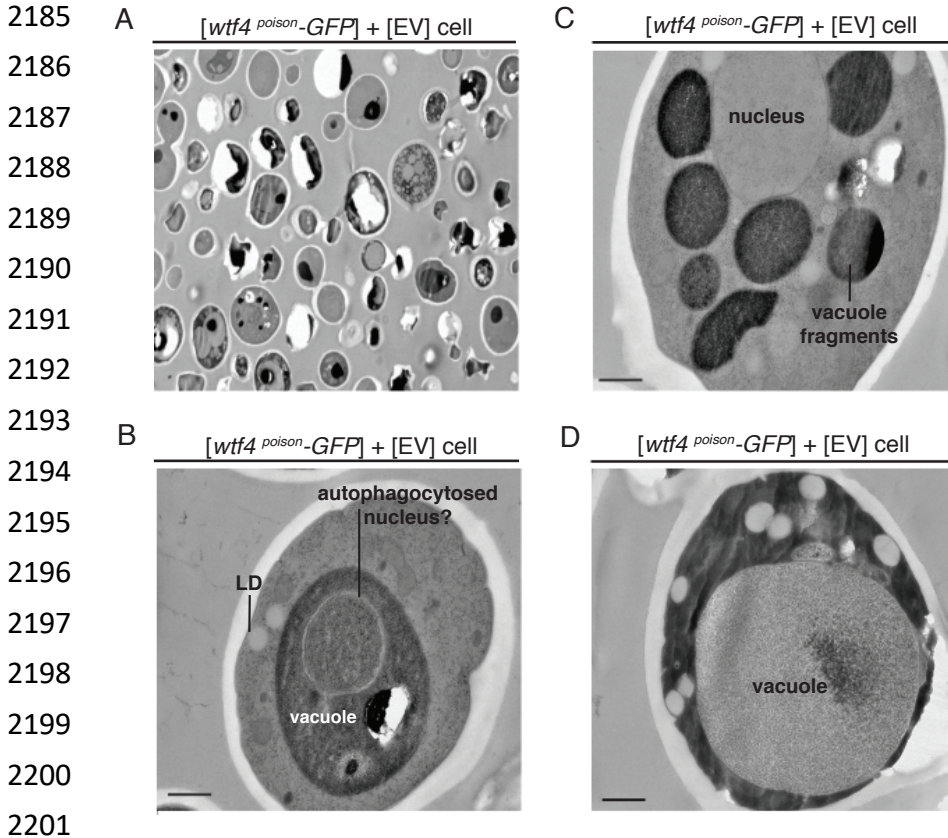 2185
A
[wtf4 poison-GFP] + [EV] cell
C
[wtf4 poison-GFP] + [EV] cell
2186
2187
nucleus
2188
2189
2190
2191
vacuole
fragments
2192
2193
B
[wtf4 poison-GFP] + [EV] cell
D
[wtf4 poison-GFP] + [EV] cell
2194
autophagocytosed
nucleus?
2195
2196
LD
2197
2198
vacuole
vacuole
2199
2200
2201